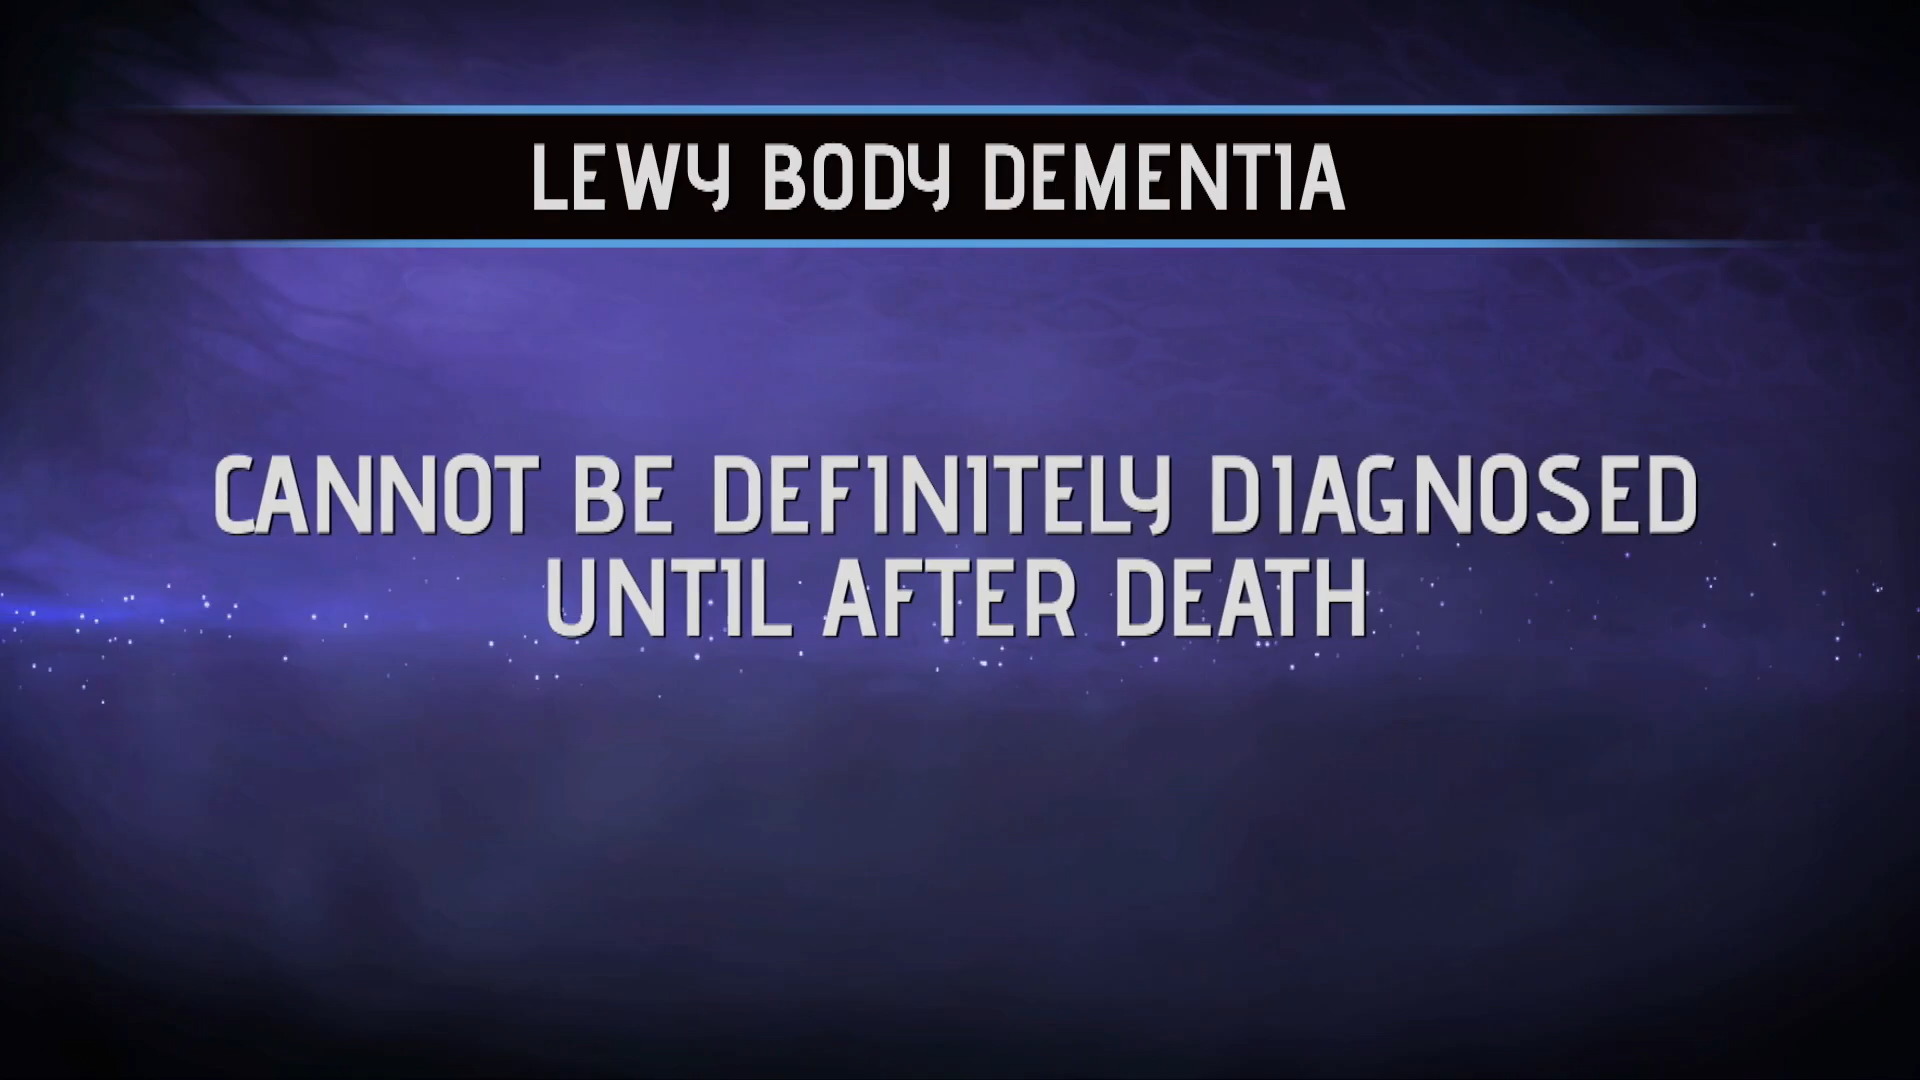 LEWY BODY DEMENTIA
CANNOT BE DEFINITELY DIAGNOSED
UNTIL AFTER DEATH